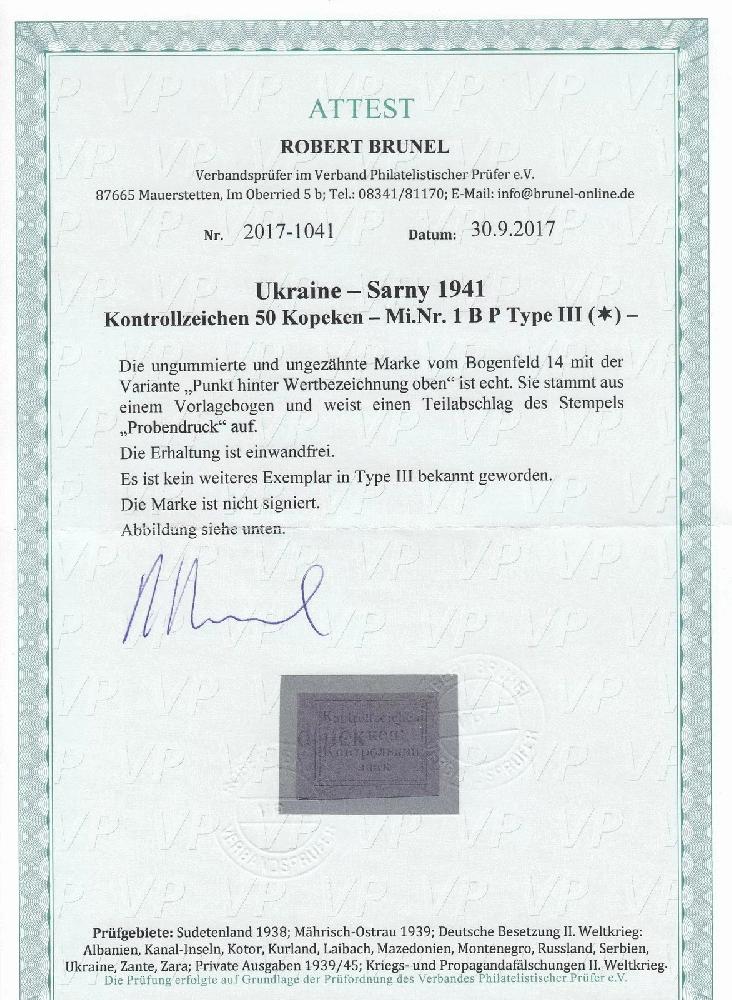 ATTEST
ROBERT BRUNEL
Verbandsprüfer im Verband Philatelistischer Prüfer e.V.
87665 Mauerstetten, Im Oberried 5 b; Tel.: 08341/81170; E-Mail: info@brunel-online.de
Nr. 2017-1041 Datum: 30.9.2017
Ukraine – Sarny 1941
Kontrollzeichen 50 Kopeken – Mi.Nr. 1 B P Type III (✶) –
Die ungummierte und ungezähnte Marke vom Bogenfeld 14 mit der
Variante „Punkt hinter Wertbezeichnung oben“ ist echt. Sie stammt aus
einem Vorlagebogen und weist einen Teilabschlag des Stempels
„Probendruck“ auf.
Die Erhaltung ist einwandfrei.
Es ist kein weiteres Exemplar in Type III bekannt geworden.
Die Marke ist nicht signiert.
Abbildung siehe unten.
Kontrollzeichen
VERBANDSPRÜFER
Prüfgebiete: Sudetenland 1938; Mährisch-Ostrau 1939; Deutsche Besetzung II. Weltkrieg:
Albanien, Kanal-Inseln, Kotor, Kurland, Laibach, Mazedonien, Montenegro, Russland, Serbien,
Ukraine, Zante, Zara; Private Ausgaben 1939/45; Kriegs- und Propagandafälschungen II. Weltkrieg.
Die Prüfung erfolgte auf Grundlage der Prüfordnung des Verbandes Philatelistischer Prüfer e.V.